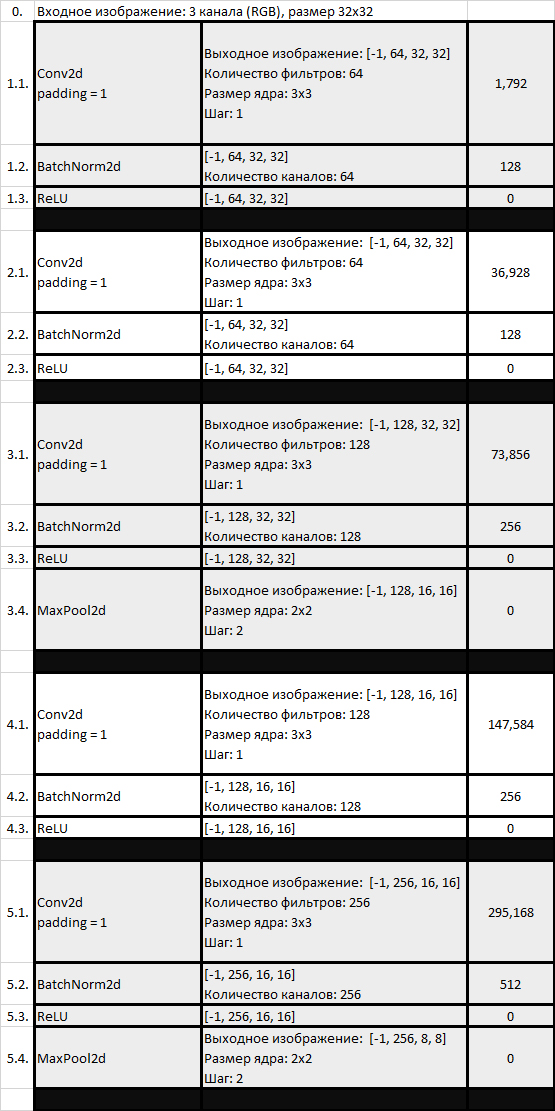 0. Входное изображение: 3 канала (RGB), размер 32x32
1.1.
Conv2d
padding = 1
Выходное изображение: [-1, 64, 32, 32]
Количество фильтров: 64
Размер ядра: 3x3
Шаг: 1
1,792
1.2.
BatchNorm2d
[-1, 64, 32, 32]
Количество каналов: 64
128
1.3. ReLU [-1, 64, 32, 32] 0
2.1.
Conv2d
padding = 1
Выходное изображение:  [-1, 64, 32, 32]
Количество фильтров: 64
Размер ядра: 3x3
Шаг: 1
36,928
2.2.
BatchNorm2d
[-1, 64, 32, 32]
Количество каналов: 64
128
2.3. ReLU [-1, 64, 32, 32] 0
3.1.
Conv2d
padding = 1
Выходное изображение:  [-1, 128, 32, 32]
Количество фильтров: 128
Размер ядра: 3x3
Шаг: 1
73,856
3.2.
BatchNorm2d
[-1, 128, 32, 32]
Количество каналов: 128
256
3.3. ReLU [-1, 128, 32, 32] 0
3.4.
MaxPool2d
Выходное изображение: [-1, 128, 16, 16]
Размер ядра: 2x2
Шаг: 2
0
4.1.
Conv2d
padding = 1
Выходное изображение: [-1, 128, 16, 16]
Количество фильтров: 128
Размер ядра: 3x3
Шаг: 1
147,584
4.2.
BatchNorm2d
[-1, 128, 16, 16]
Количество каналов: 128
256
4.3. ReLU [-1, 128, 16, 16] 0
5.1.
Conv2d
padding = 1
Выходное изображение:  [-1, 256, 16, 16]
Количество фильтров: 256
Размер ядра: 3x3
Шаг: 1
295,168
5.2.
BatchNorm2d
[-1, 256, 16, 16]
Количество каналов: 256
512
5.3. ReLU [-1, 256, 16, 16] 0
5.4.
MaxPool2d
Выходное изображение:  [-1, 256, 8, 8]
Размер ядра: 2x2
Шаг: 2
0